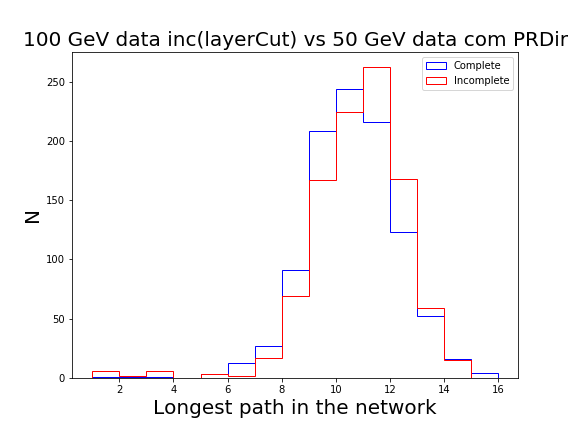 100 GeV data inc(layerCut) vs 50 GeV data com PRDir
Complete
Incomplete
250
200
150
100
50
0
N
2 4 6 8 10 12 14 16
Longest path in the network